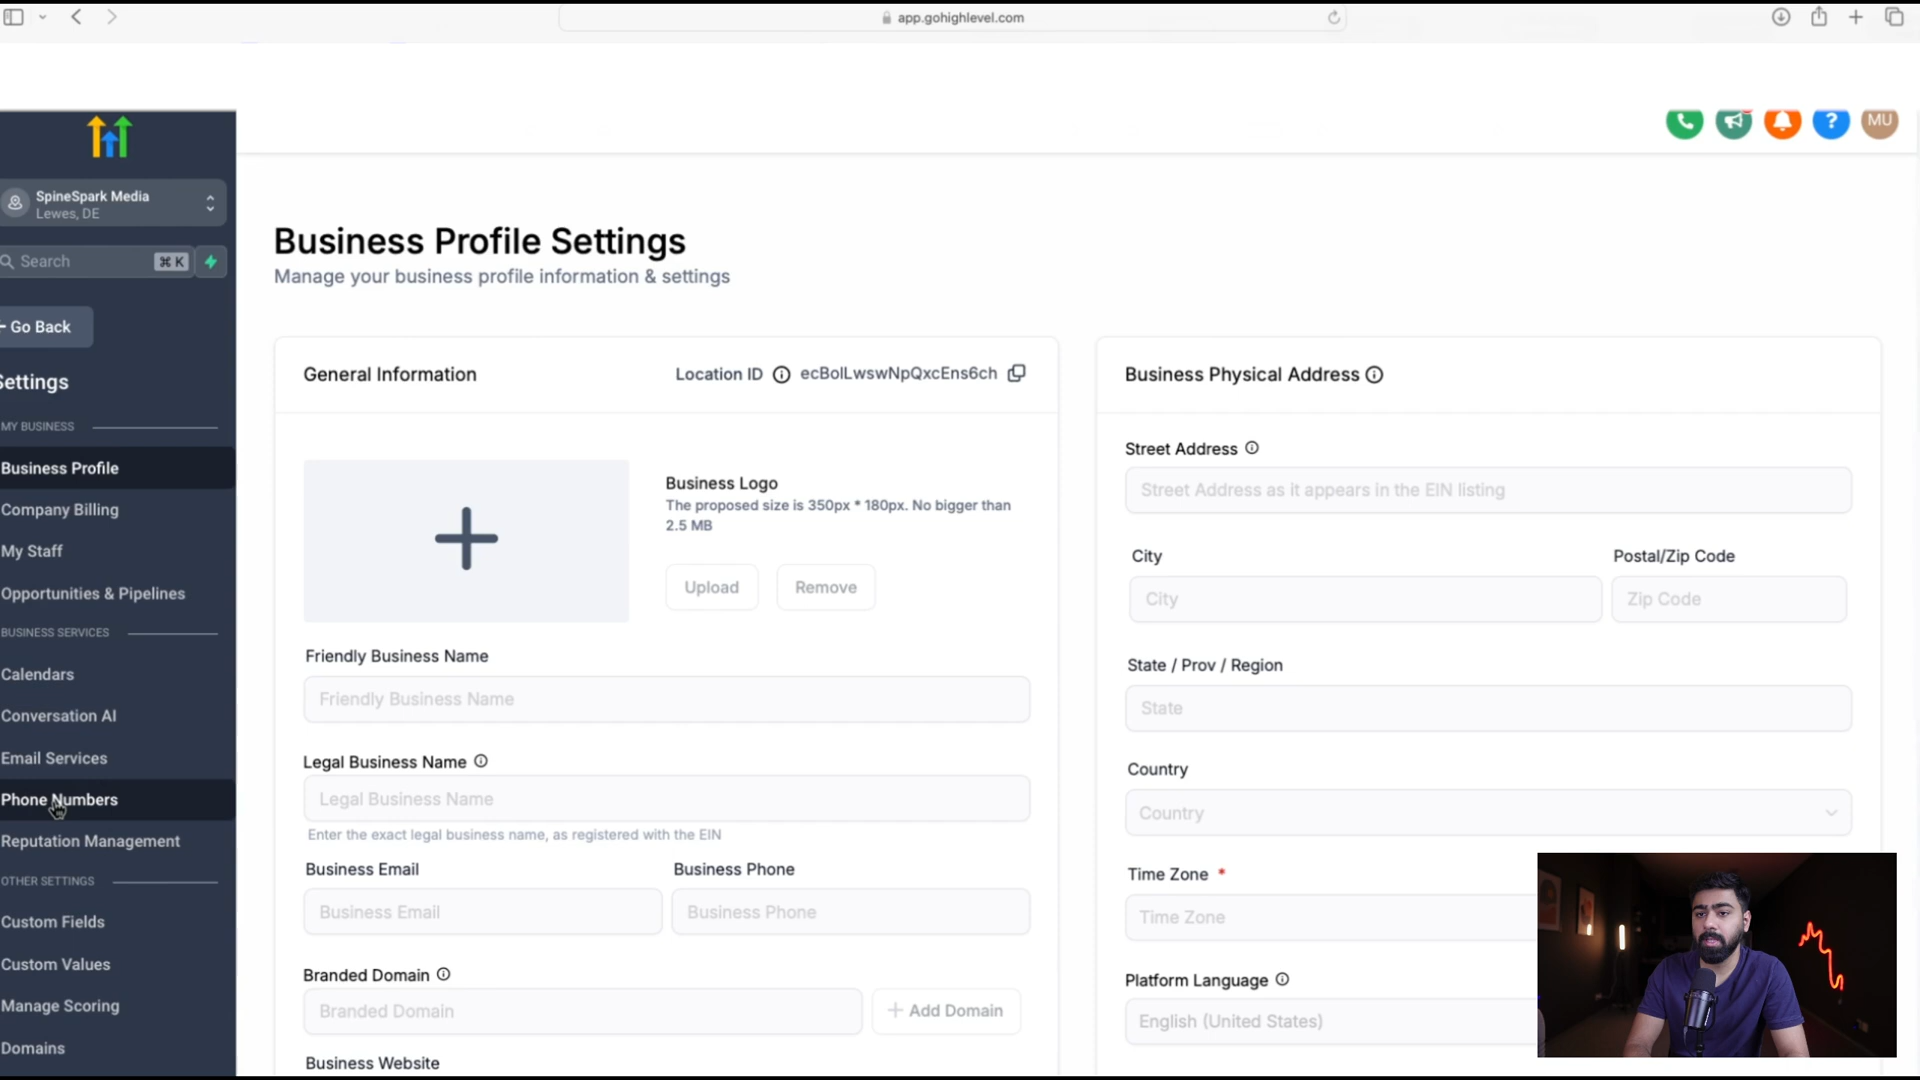 app.gohighlevel.com
MU
SpineSpark Media
Lewes, DE
Search
⌘ K
Go Back
Settings
MY BUSINESS
Business Profile
Company Billing
My Staff
Opportunities & Pipelines
BUSINESS SERVICES
Calendars
Conversation AI
Email Services
Phone Numbers
Reputation Management
OTHER SETTINGS
Custom Fields
Custom Values
Manage Scoring
Domains
Business Profile Settings
Manage your business profile information & settings
General Information
Location ID
ecBolLwswNpQxcEns6ch
Business Logo
The proposed size is 350px * 180px. No bigger than
2.5 MB
Upload
Remove
Friendly Business Name
Friendly Business Name
Legal Business Name
Legal Business Name
Enter the exact legal business name, as registered with the EIN
Business Email
Business Phone
Business Email
Business Phone
Branded Domain
Branded Domain
+ Add Domain
Business Website
Business Physical Address
Street Address
Street Address as it appears in the EIN listing
City
Postal/Zip Code
City
Zip Code
State / Prov / Region
State
Country
Country
Time Zone *
Time Zone
Platform Language
English (United States)